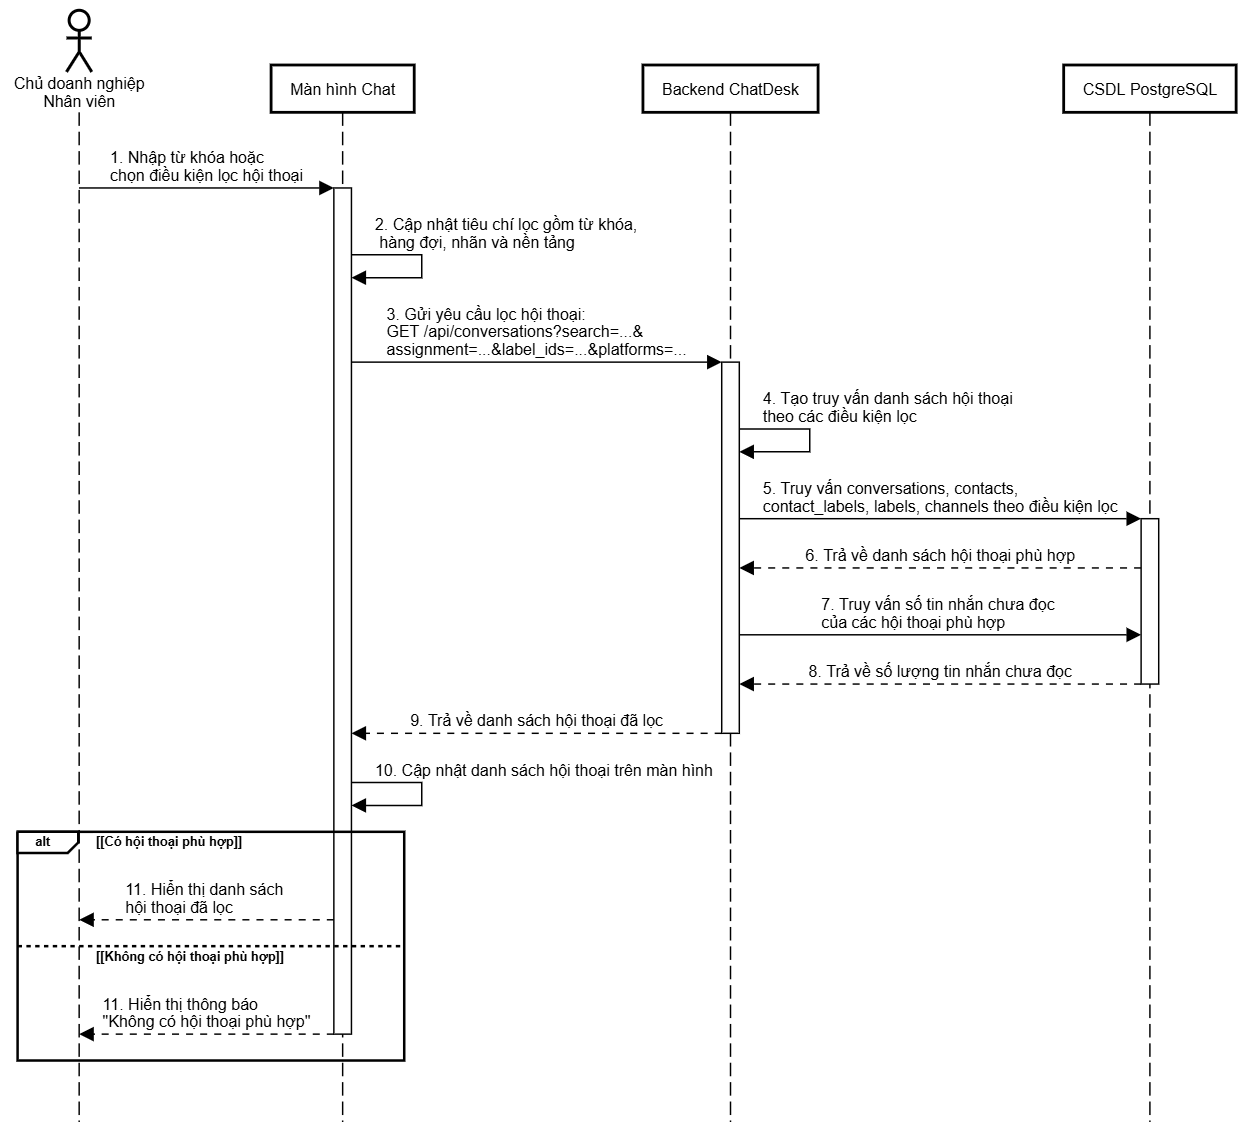 Chủ doanh nghiệp
Nhân viên
Màn hình Chat
Backend ChatDesk
CSDL PostgreSQL
1. Nhập từ khóa hoặc
chọn điều kiện lọc hội thoại
2. Cập nhật tiêu chí lọc gồm từ khóa,
hàng đợi, nhãn và nền tảng
3. Gửi yêu cầu lọc hội thoại:
GET /api/conversations?search=...&
assignment=...&label_ids=...&platforms=...
4. Tạo truy vấn danh sách hội thoại
theo các điều kiện lọc
5. Truy vấn conversations, contacts,
contact_labels, labels, channels theo điều kiện lọc
6. Trả về danh sách hội thoại phù hợp
7. Truy vấn số tin nhắn chưa đọc
của các hội thoại phù hợp
8. Trả về số lượng tin nhắn chưa đọc
9. Trả về danh sách hội thoại đã lọc
10. Cập nhật danh sách hội thoại trên màn hình
alt [[Có hội thoại phù hợp]]
11. Hiển thị danh sách
hội thoại đã lọc
[[Không có hội thoại phù hợp]]
11. Hiển thị thông báo
"Không có hội thoại phù hợp"